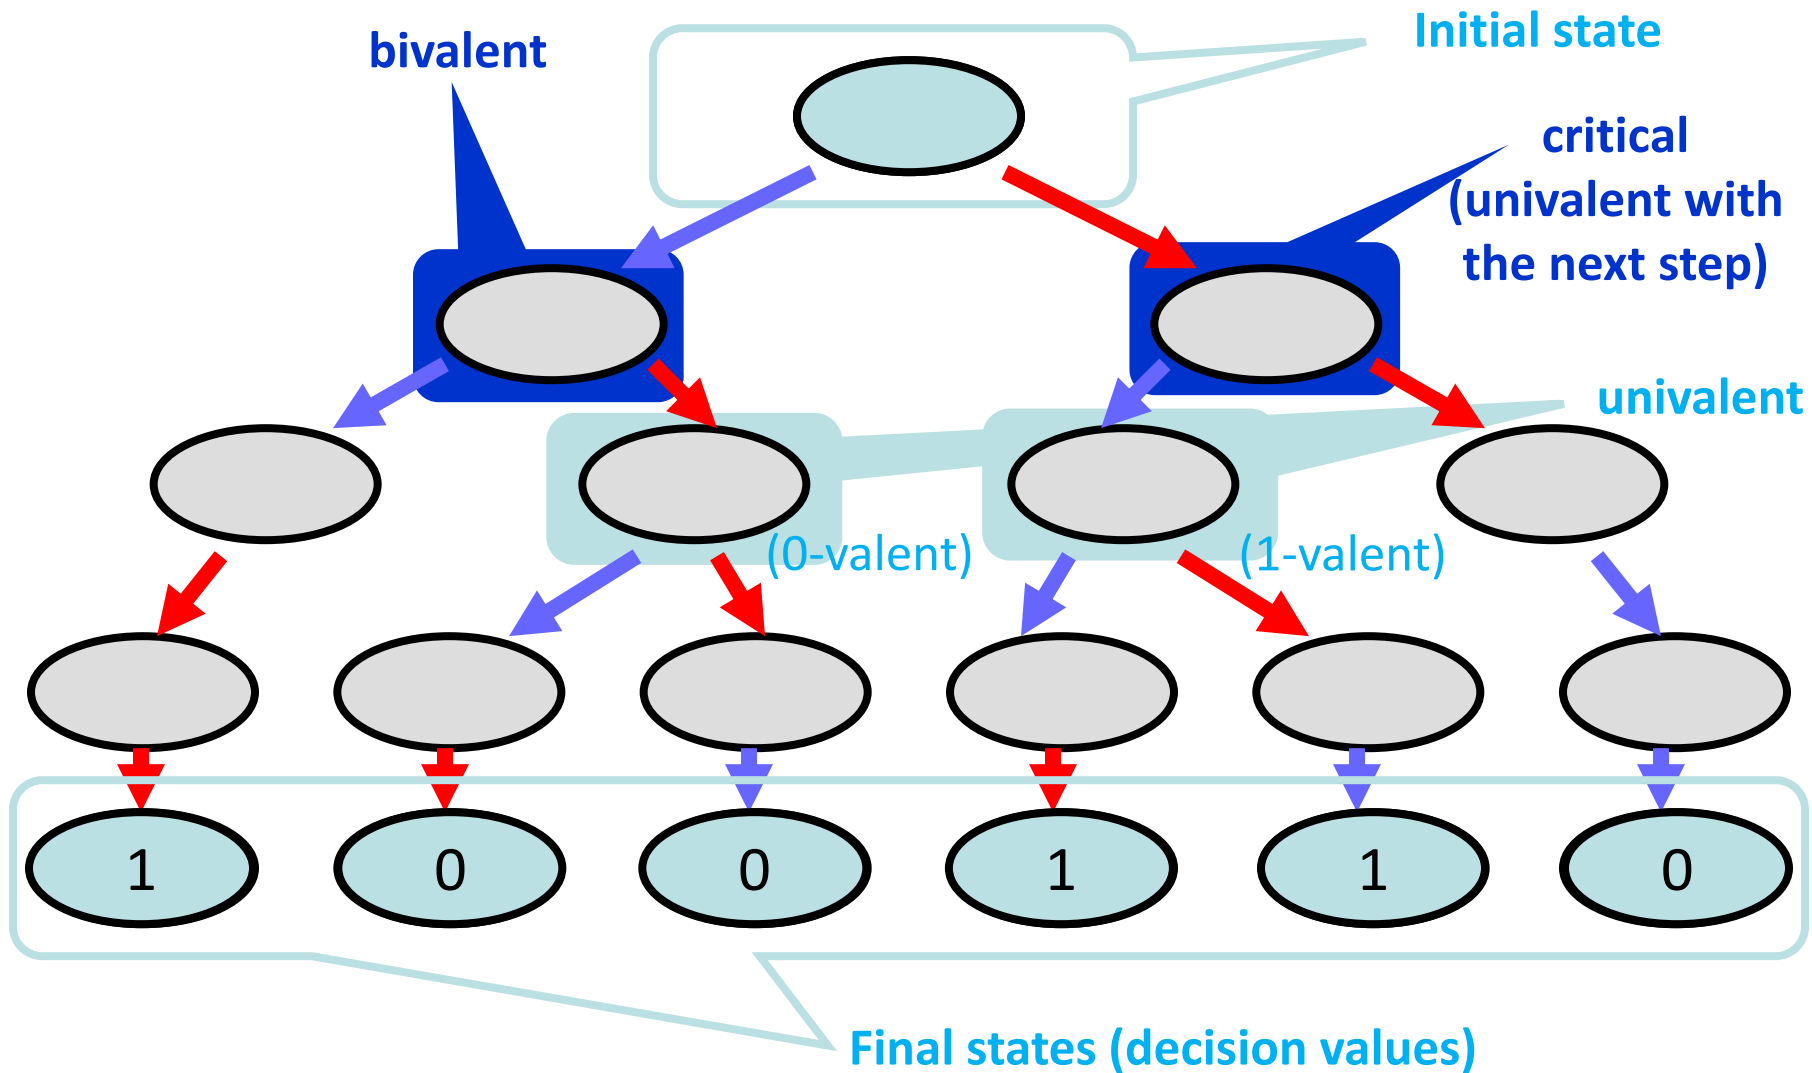 Initial state
bivalent
critical
(univalent with
the next step)
univalent
(0-valent)
(1-valent)
1
0
0
1
1
0
Final states (decision values)